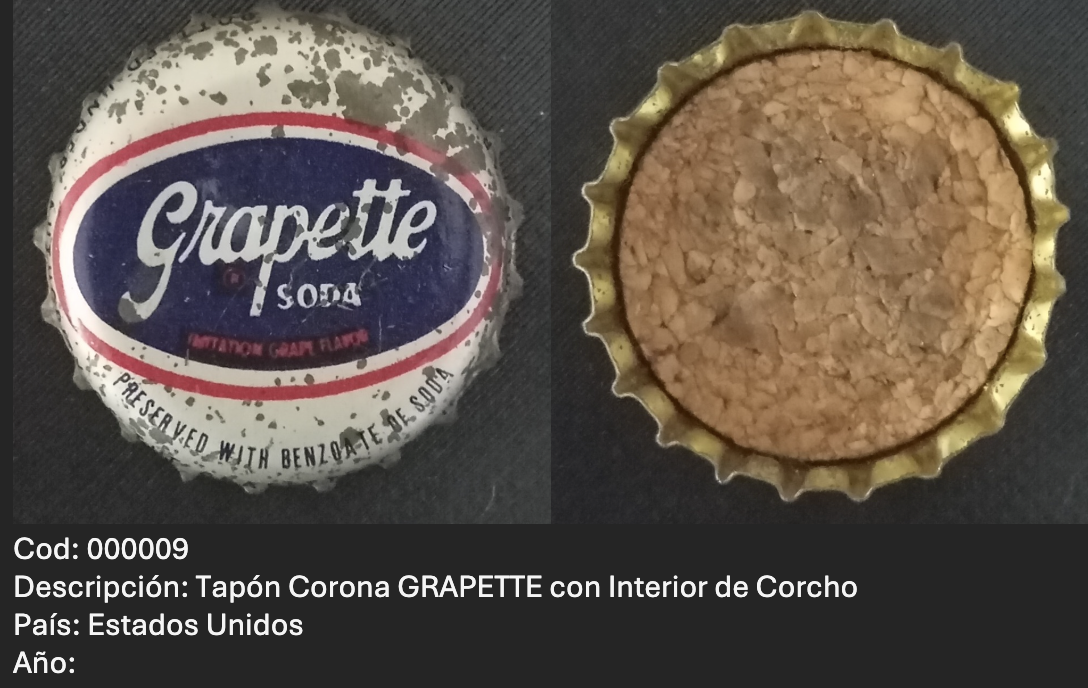 Grapette
®
SODA
IMITATION GRAPE FLAVOR
PRESERVED WITH BENZOATE OF SODA
Cod: 000009
Descripción: Tapón Corona GRAPETTE con Interior de Corcho
País: Estados Unidos
Año: